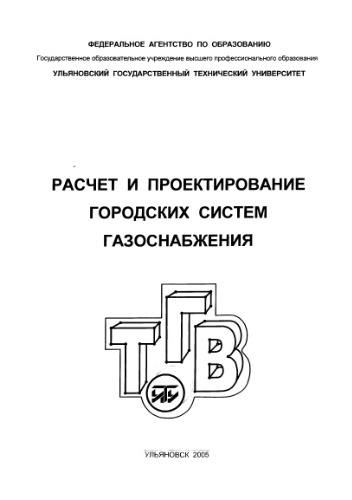 ФЕДЕРАЛЬНОЕ АГЕНТСТВО ПО ОБРАЗОВАНИЮ
Государственное образовательное учреждение высшего профессионального образования
УЛЬЯНОВСКИЙ ГОСУДАРСТВЕННЫЙ ТЕХНИЧЕСКИЙ УНИВЕРСИТЕТ
РАСЧЕТ И ПРОЕКТИРОВАНИЕ
ГОРОДСКИХ СИСТЕМ
ГАЗОСНАБЖЕНИЯ
ТГВ
УЛЬЯНОВСК 2005